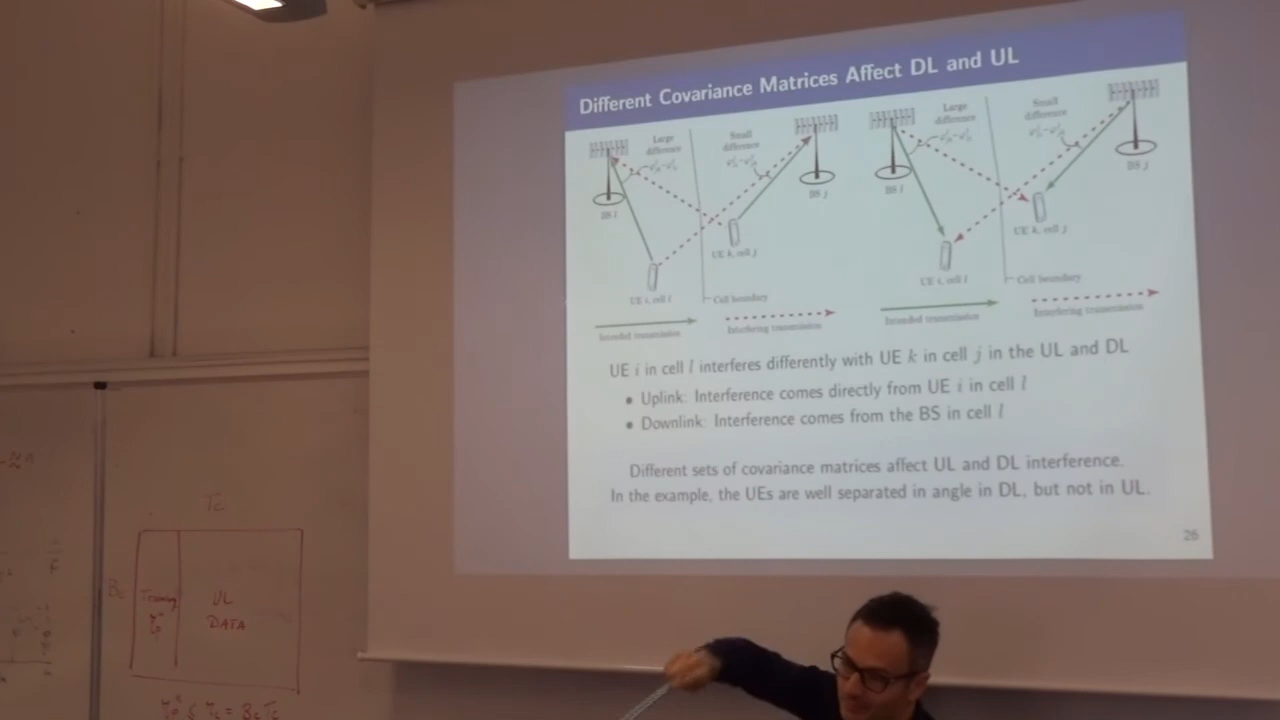 Different Covariance Matrices Affect DL and UL
Large
difference
Small
difference
BS l
BS j
UE k, cell j
UE i, cell l
Cell boundary
Intended transmission
Interfering transmission
Large
difference
Small
difference
BS l
BS j
UE k, cell j
UE i, cell l
Cell boundary
Intended transmission
Interfering transmission
UE i in cell l interferes differently with UE k in cell j in the UL and DL
• Uplink: Interference comes directly from UE i in cell l
• Downlink: Interference comes from the BS in cell l
Different sets of covariance matrices affect UL and DL interference.
In the example, the UEs are well separated in angle in DL, but not in UL.
26
Tc
Bc
Training
UL
DATA